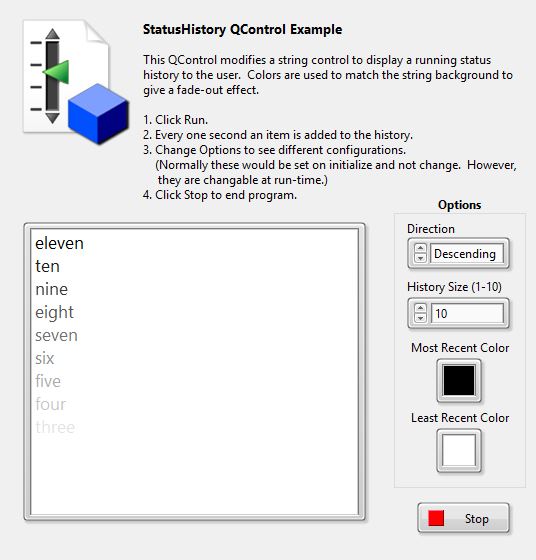 StatusHistory QControl Example
This QControl modifies a string control to display a running status
history to the user.  Colors are used to match the string background to
give a fade-out effect.
1. Click Run.
2. Every one second an item is added to the history.
3. Change Options to see different configurations.
(Normally these would be set on initialize and not change.  However,
they are changable at run-time.)
4. Click Stop to end program.
Options
Direction
Descending
History Size (1-10)
10
Most Recent Color
Least Recent Color
Stop
eleven
ten
nine
eight
seven
six
five
four
three